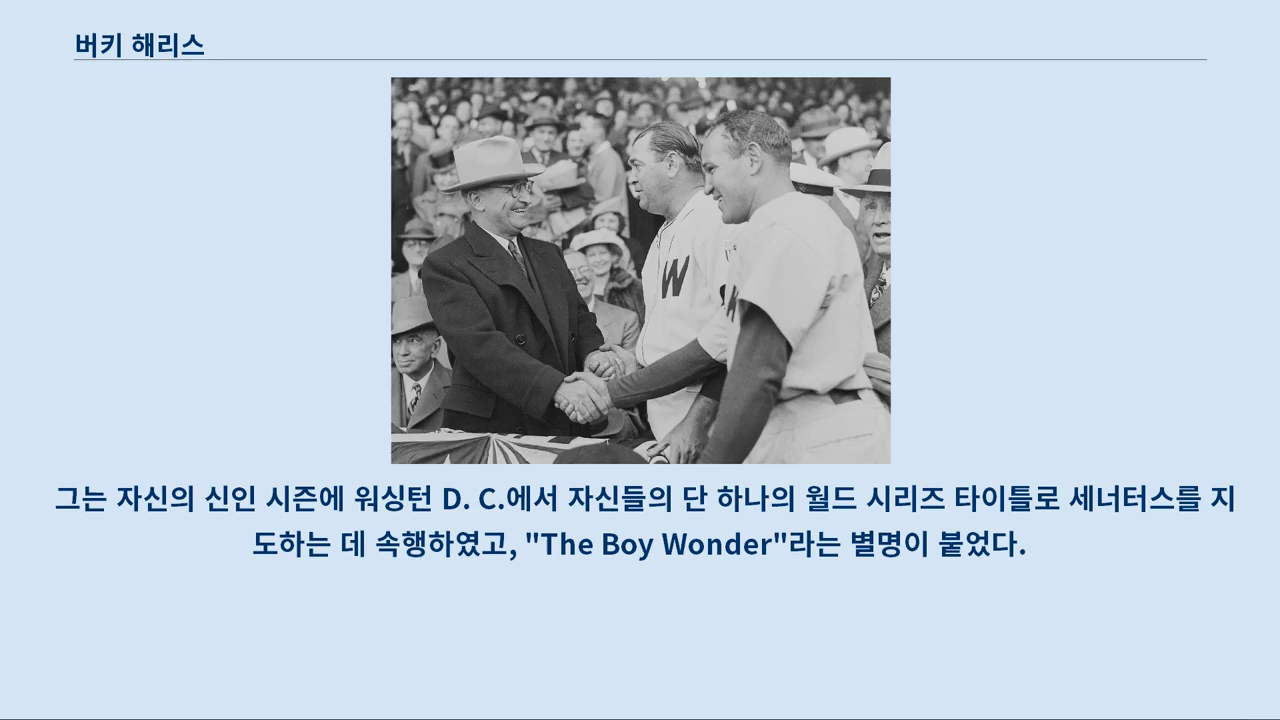 버키 해리스
W
그는 자신의 신인 시즌에 워싱턴 D. C.에서 자신들의 단 하나의 월드 시리즈 타이틀로 세너터스를 지
도하는 데 속행하였고, "The Boy Wonder"라는 별명이 붙었다.